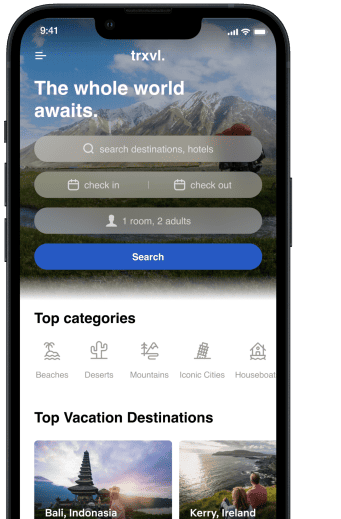 9:41
trxvl.
The whole world
awaits.
search destinations, hotels
check in
check out
1 room, 2 adults
Search
Top categories
Beaches
Deserts
Mountains
Iconic Cities
Houseboat
Top Vacation Destinations
Bali, Indonasia
Kerry, Ireland